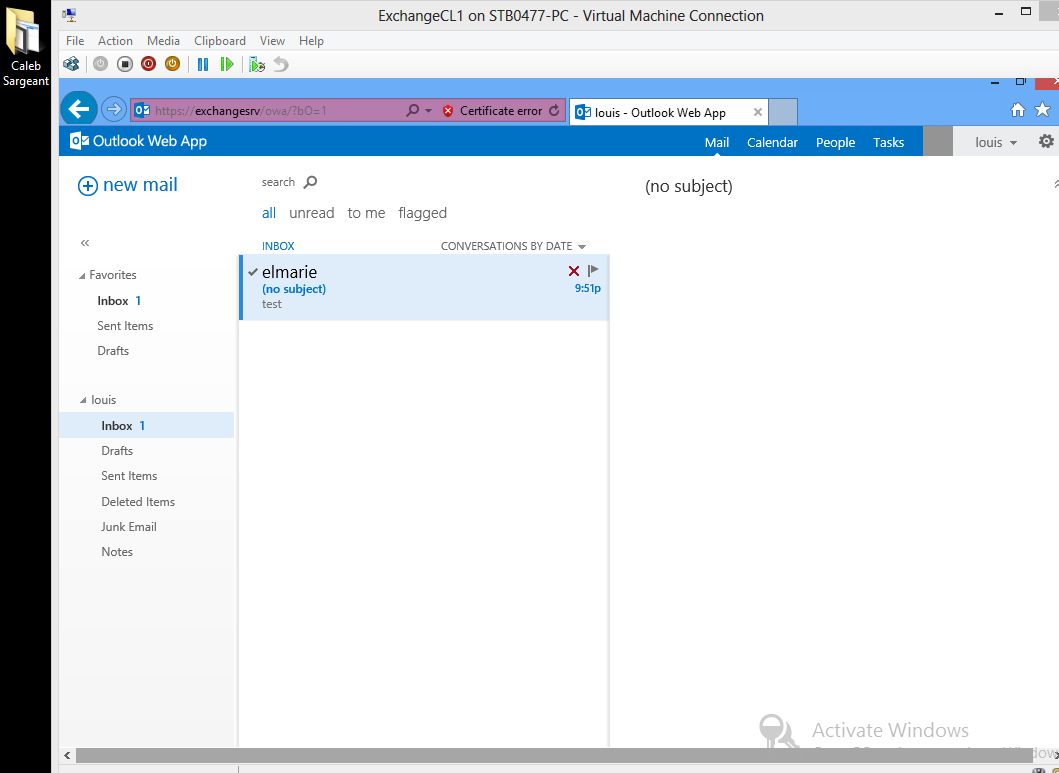 ExchangeCL1 on STB0477-PC - Virtual Machine Connection
Caleb
Sargeant
File Action Media Clipboard View Help
https://exchangesrv/owa/?bO=1 Certificate error
louis - Outlook Web App
Outlook Web App
Mail Calendar People Tasks louis
new mail
search
all unread to me flagged
INBOX CONVERSATIONS BY DATE
elmarie
(no subject) 9:51p
test
Favorites
Inbox 1
Sent Items
Drafts
louis
Inbox 1
Drafts
Sent Items
Deleted Items
Junk Email
Notes
(no subject)
Activate Windows